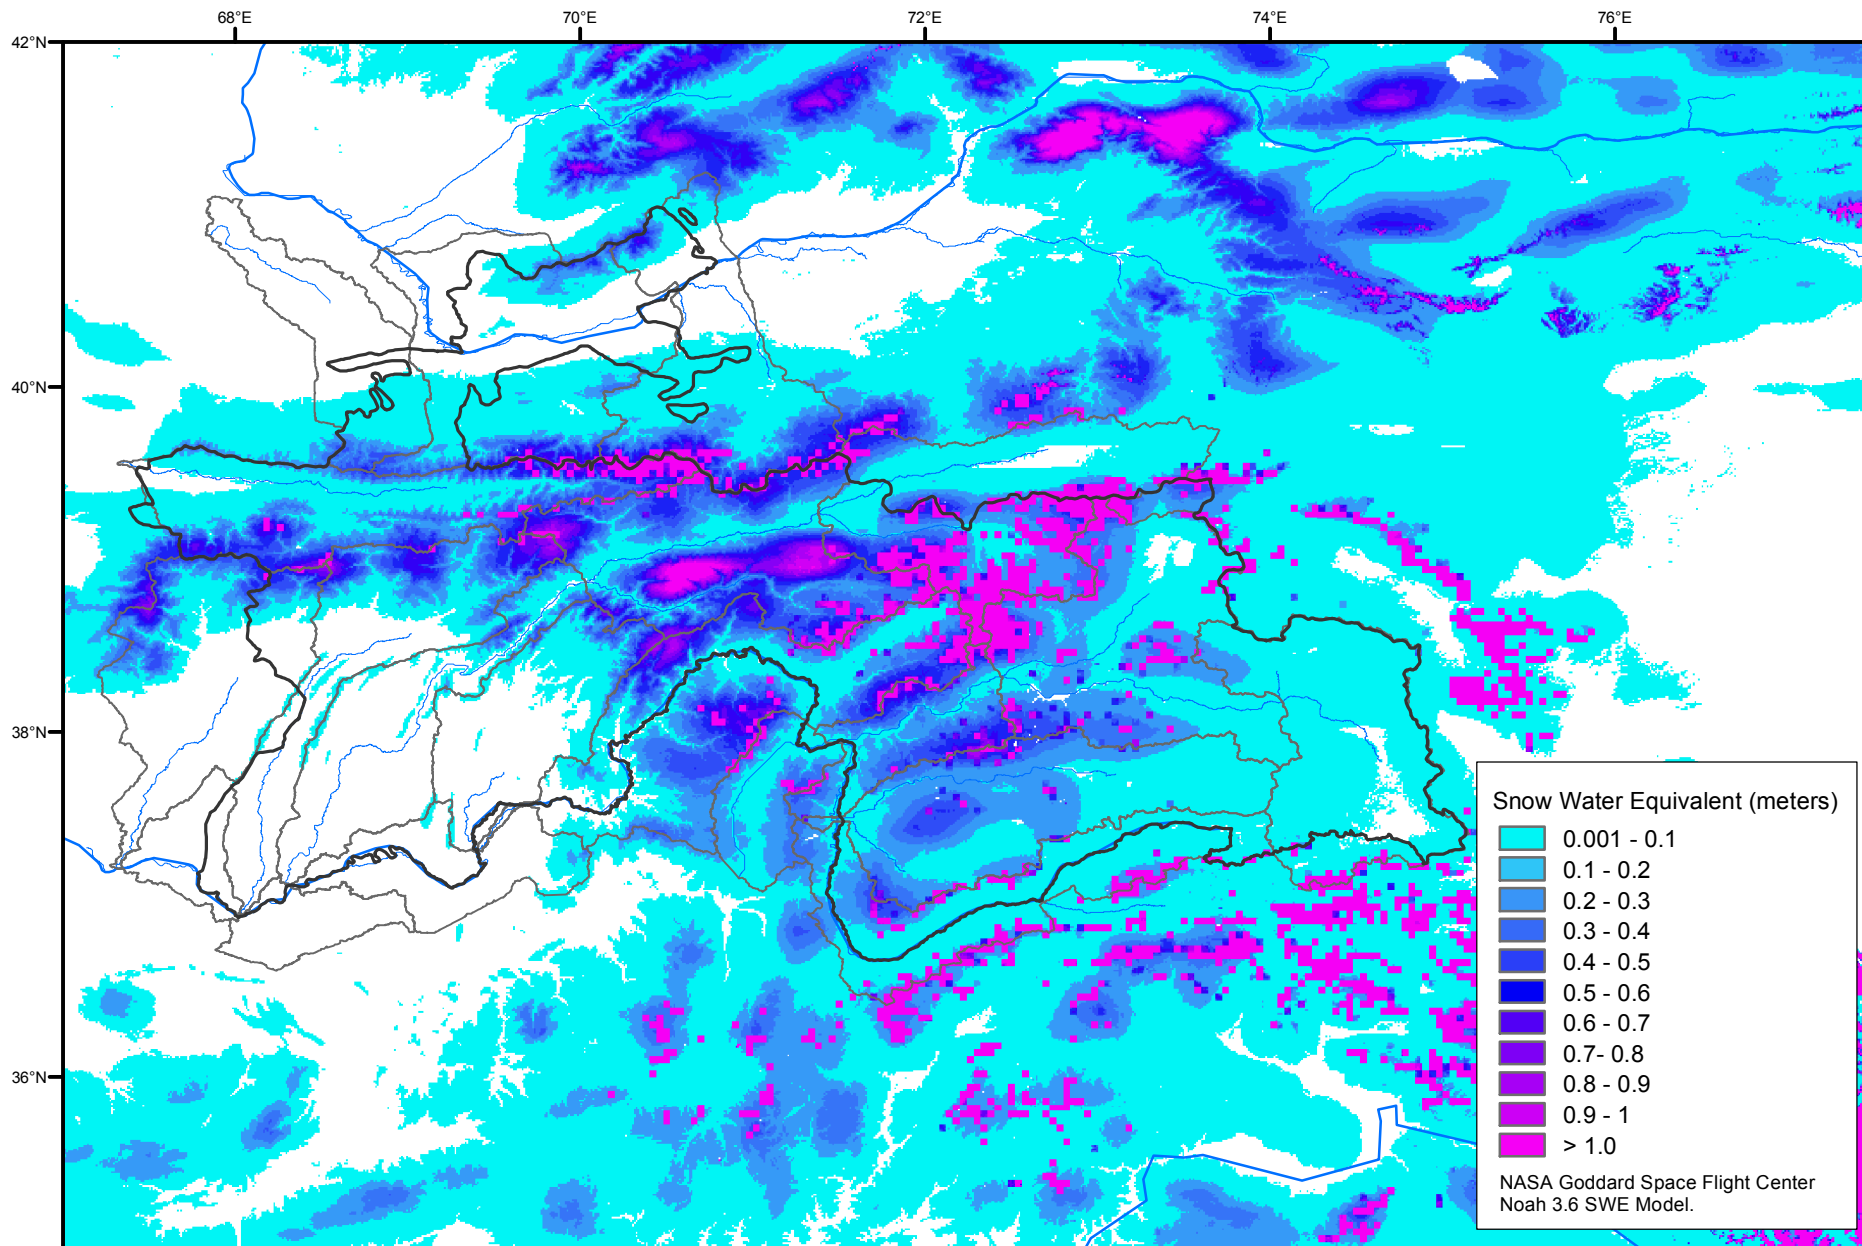 68°E 70°E 72°E 74°E 76°E
42°N
40°N
38°N
36°N
Snow Water Equivalent (meters)
0.001 - 0.1
0.1 - 0.2
0.2 - 0.3
0.3 - 0.4
0.4 - 0.5
0.5 - 0.6
0.6 - 0.7
0.7- 0.8
0.8 - 0.9
0.9 - 1
> 1.0
NASA Goddard Space Flight Center
Noah 3.6 SWE Model.